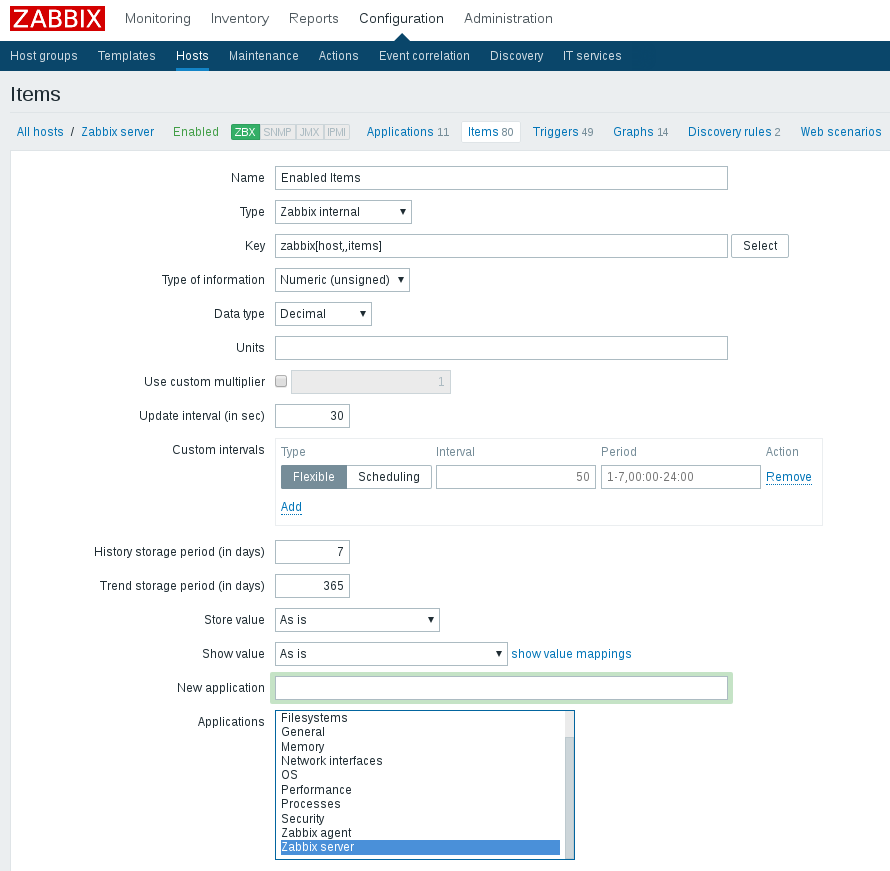 ZABBIX Monitoring Inventory Reports Configuration Administration
Host groups Templates Hosts Maintenance Actions Event correlation Discovery IT services
Items
All hosts / Zabbix server Enabled ZBX SNMP JMX IPMI Applications 11 Items 80 Triggers 49 Graphs 14 Discovery rules 2 Web scenarios
Name Enabled Items
Type Zabbix internal
Key zabbix[host,,items] Select
Type of information Numeric (unsigned)
Data type Decimal
Units
Use custom multiplier 1
Update interval (in sec) 30
Custom intervals Type Interval Period Action
Flexible Scheduling 50 1-7,00:00-24:00 Remove
Add
History storage period (in days) 7
Trend storage period (in days) 365
Store value As is
Show value As is show value mappings
New application
Applications Filesystems
General
Memory
Network interfaces
OS
Performance
Processes
Security
Zabbix agent
Zabbix server